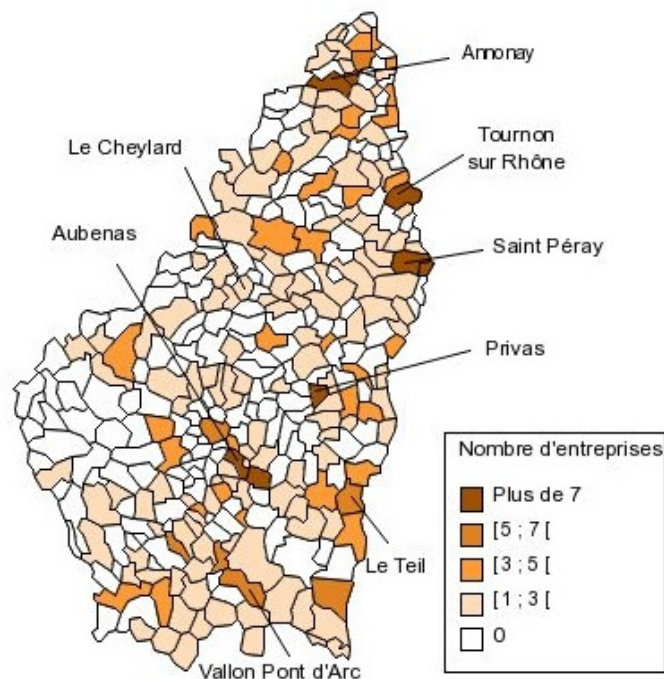 Annonay
Tournon
sur Rhône
Le Cheylard
Aubenas
Saint Péray
Privas
Nombre d'entreprises
Plus de 7
[5 ; 7 [
[3 ; 5 [
[1 ; 3 [
0
Le Teil
Vallon Pont d'Arc